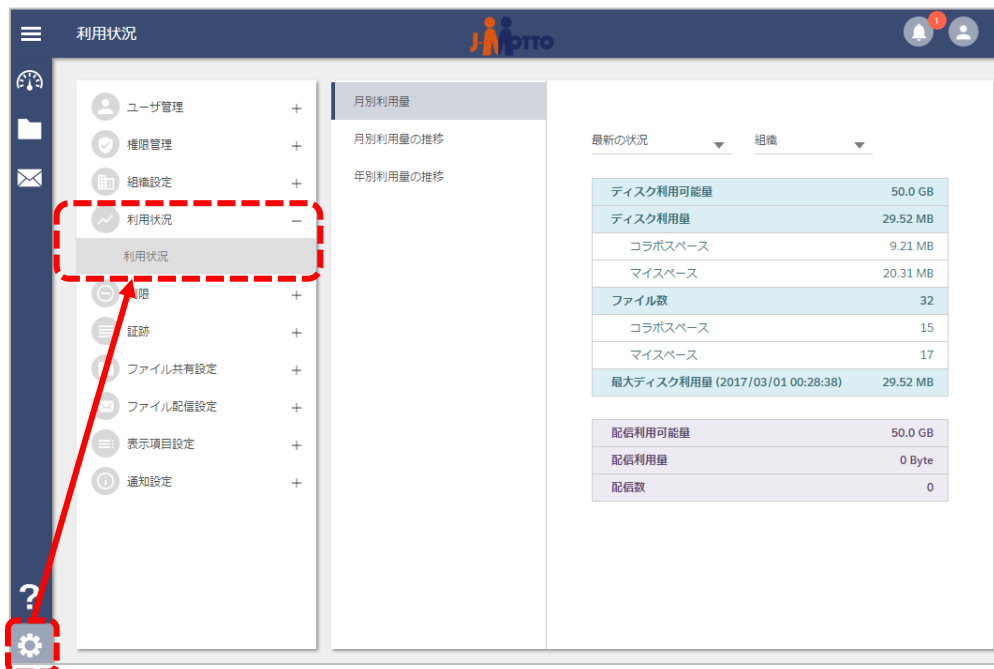 利用状況
J-MOTTO
1
ユーザ管理 +
権限管理 +
組織設定 +
利用状況 −
利用状況
制限 +
証跡 +
ファイル共有設定 +
ファイル配信設定 +
表示項目設定 +
通知設定 +
?
月別利用量
月別利用量の推移
年別利用量の推移
最新の状況 組織
ディスク利用可能量 50.0 GB
ディスク利用量 29.52 MB
コラボスペース 9.21 MB
マイスペース 20.31 MB
ファイル数 32
コラボスペース 15
マイスペース 17
最大ディスク利用量 (2017/03/01 00:28:38) 29.52 MB
配信利用可能量 50.0 GB
配信利用量 0 Byte
配信数 0